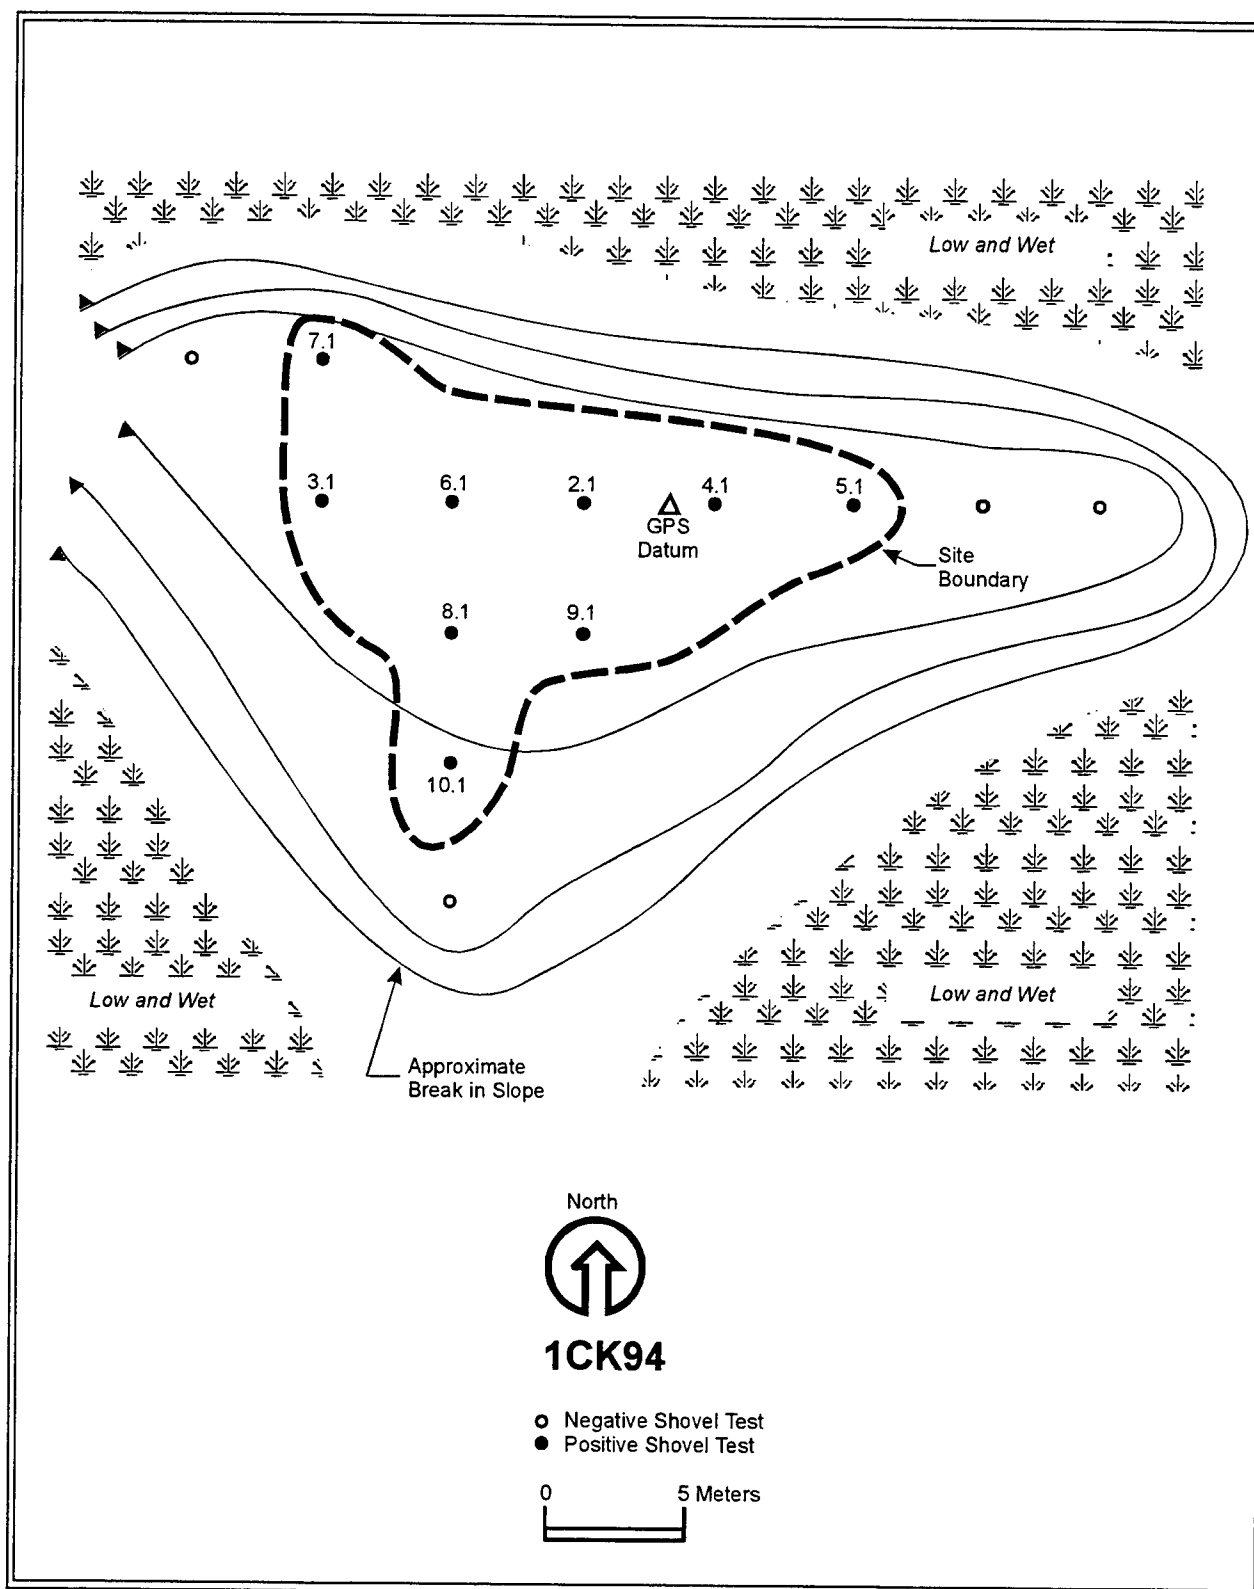 Low and Wet
7.1
3.1
6.1
2.1
4.1
5.1
GPS
Datum
Site
Boundary
8.1
9.1
10.1
Low and Wet
Low and Wet
Approximate
Break in Slope
North
1CK94
Negative Shovel Test
Positive Shovel Test
0
5 Meters